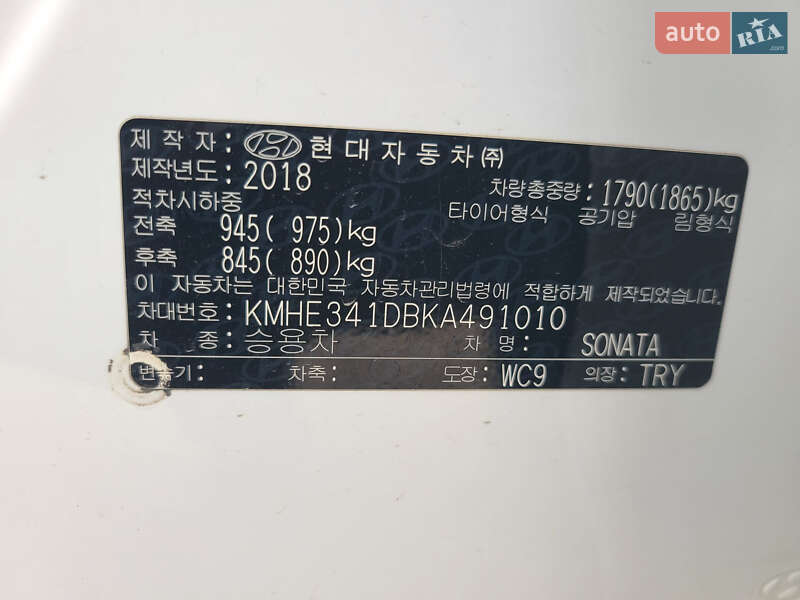 auto RIA .com
제 작 자 : 현대자동차㈜
제작년도 : 2018 차량총중량 : 1790(1865)kg
적차시하중 타이어형식 공기압 림형식
전축 945( 975)kg
후축 845( 890)kg
이 자동차는 대한민국 자동차관리법령에 적합하게 제작되었습니다.
차대번호 : KMHE341DBKA491010
차 종 : 승용차 차 명 : SONATA
변속기 : 차축 : 도장 : WC9 의장 : TRY